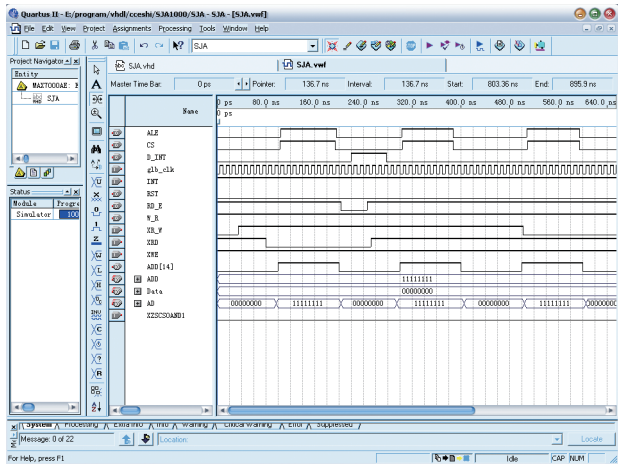 Quartus II - E:/program/vhdl/cceshi/SJA1000/SJA - SJA - [SJA.vwf]
File Edit View Project Assignments Processing Tools Window Help
SJA
Project Navigator
Entity
MAX7000AE: E
SJA
Status
Module Progre
Simulator 100
SJA.vhd SJA.vwf
Master Time Bar: 0 ps Pointer: 136.7 ns Interval: 136.7 ns Start: 803.36 ns End: 895.9 ns
Name
0 ps 80.0 ns 160.0 ns 240.0 ns 320.0 ns 400.0 ns 480.0 ns 560.0 ns 640.0 ns
0 ps
ALE
CS
D_INT
glb_clk
INT
RST
RD_E
W_R
XR_W
XRD
XWE
ADD[14]
ADD 11111111
Data 00000000
AD 00000000 11111111 00000000 11111111 00000000 11111111 00000000
XZSCSOAND1
System Processing Extra Info Info Warning Critical Warning Error Suppressed
Message: 0 of 22 Location: Locate
For Help, press F1 Idle CAP NUM